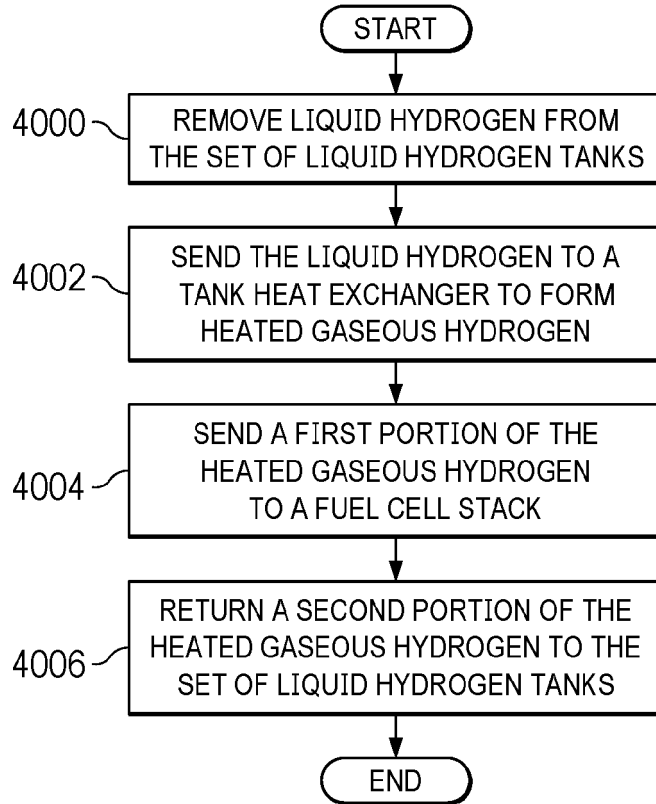 START
4000
REMOVE LIQUID HYDROGEN FROM
THE SET OF LIQUID HYDROGEN TANKS
4002
SEND THE LIQUID HYDROGEN TO A
TANK HEAT EXCHANGER TO FORM
HEATED GASEOUS HYDROGEN
4004
SEND A FIRST PORTION OF THE
HEATED GASEOUS HYDROGEN
TO A FUEL CELL STACK
4006
RETURN A SECOND PORTION OF THE
HEATED GASEOUS HYDROGEN TO THE
SET OF LIQUID HYDROGEN TANKS
END